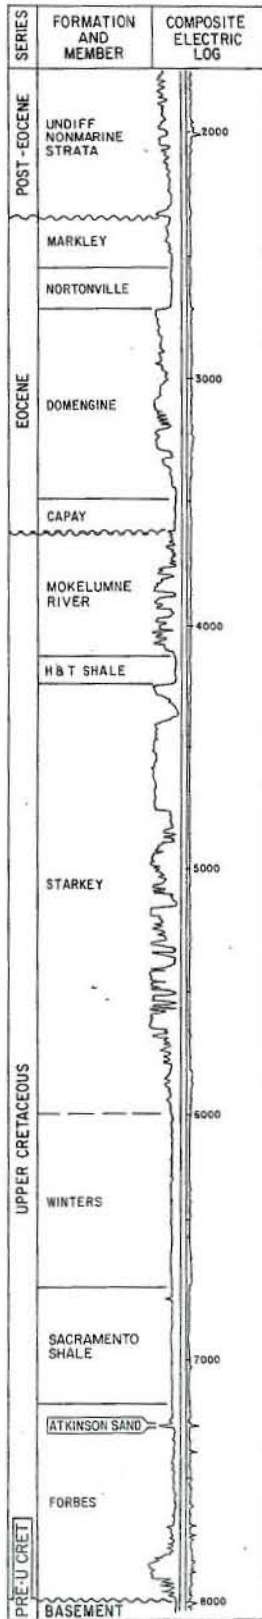 SERIES
FORMATION
AND
MEMBER
COMPOSITE
ELECTRIC
LOG
POST-EOCENE
UNDIFF
NONMARINE
STRATA
2000
MARKLEY
NORTONVILLE
EOCENE
3000
DOMENGINE
CAPAY
MOKELUMNE
RIVER
4000
H&T SHALE
UPPER CRETACEOUS
STARKEY
5000
6000
WINTERS
SACRAMENTO
SHALE
7000
ATKINSON SAND
FORBES
PRE-U CRET
BASEMENT
8000